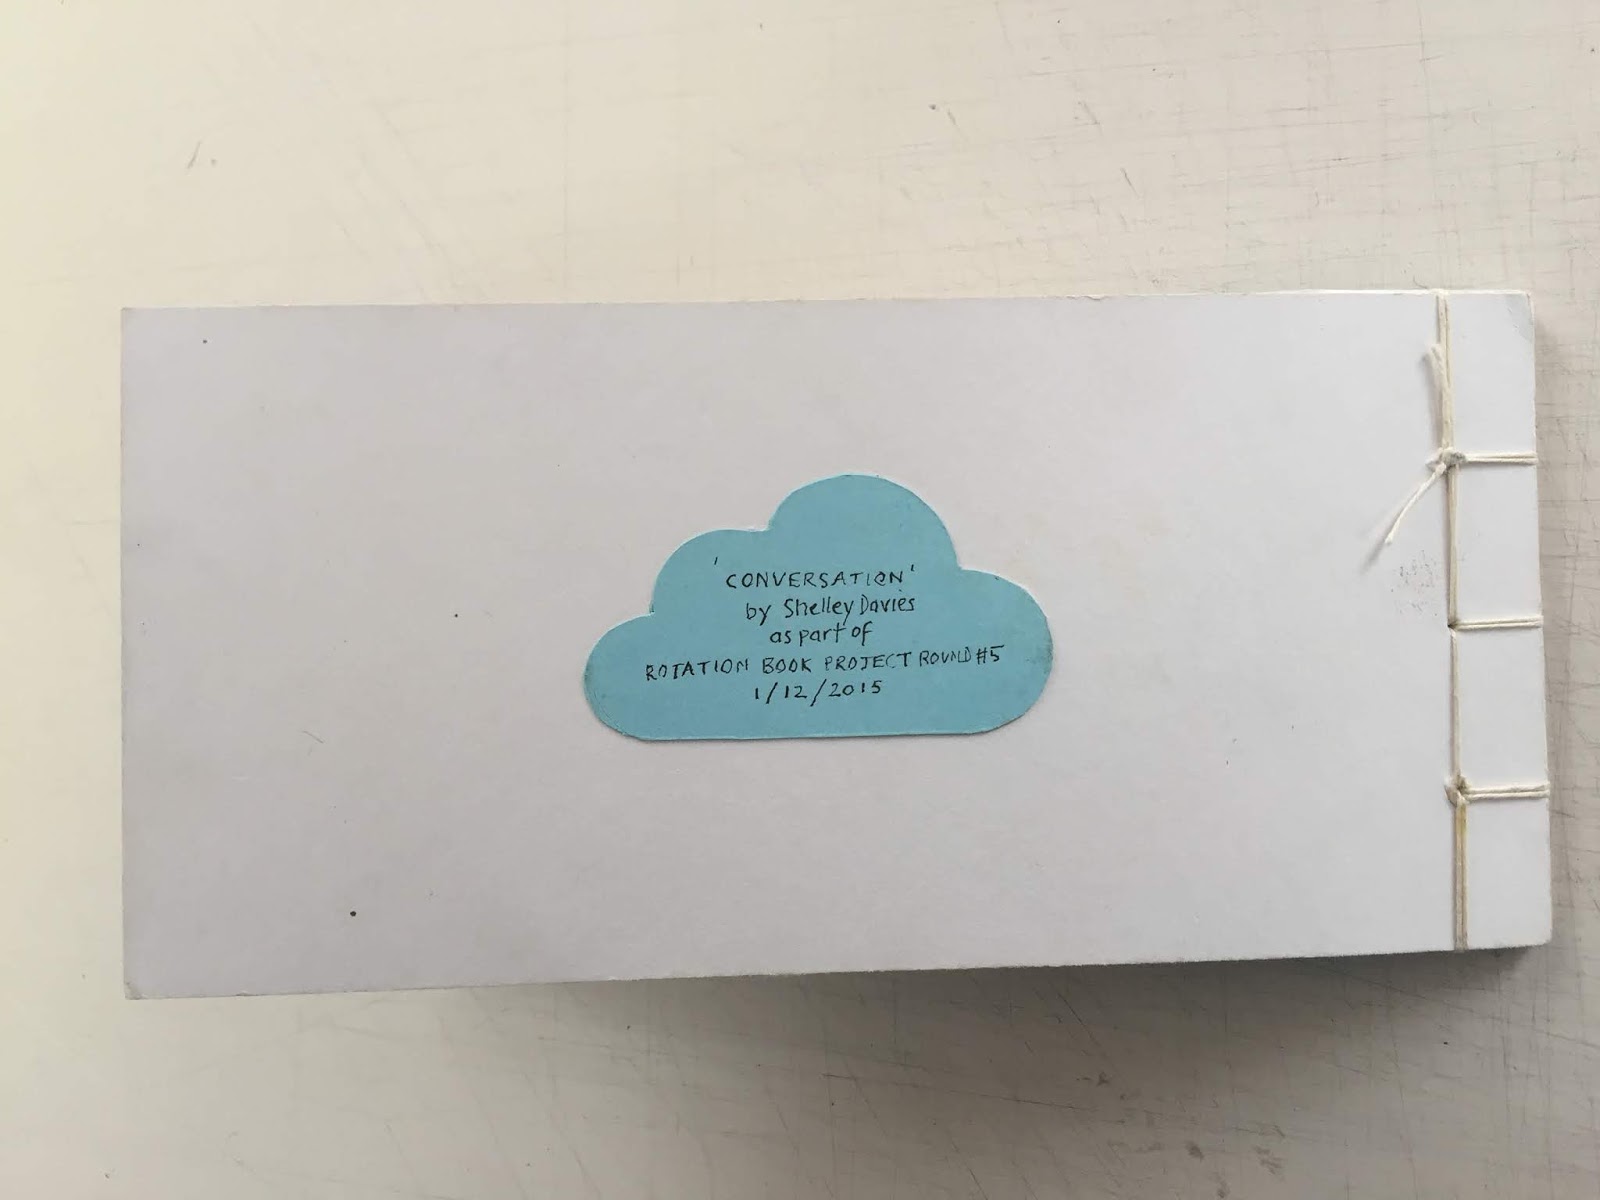 'CONVERSATION'
by Shelley Davies
as part of
ROTATION BOOK PROJECT ROUND #5
1/12/2015